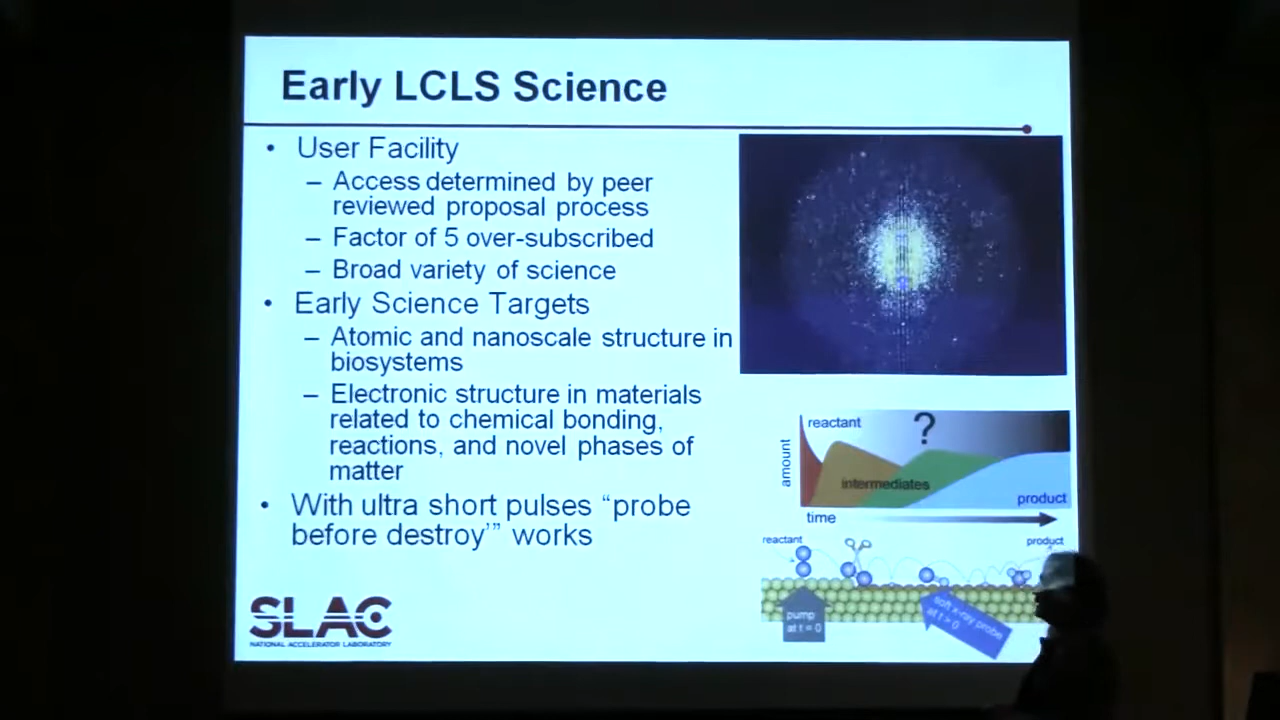 Early LCLS Science
• User Facility
– Access determined by peer
reviewed proposal process
– Factor of 5 over-subscribed
– Broad variety of science
• Early Science Targets
– Atomic and nanoscale structure in
biosystems
– Electronic structure in materials
related to chemical bonding,
reactions, and novel phases of
matter
• With ultra short pulses “probe
before destroy’” works
reactant
?
amount
intermediates
product
time
reactant
product
pump
at t = 0
soft x-ray probe
at t > 0
SLAC
NATIONAL ACCELERATOR LABORATORY